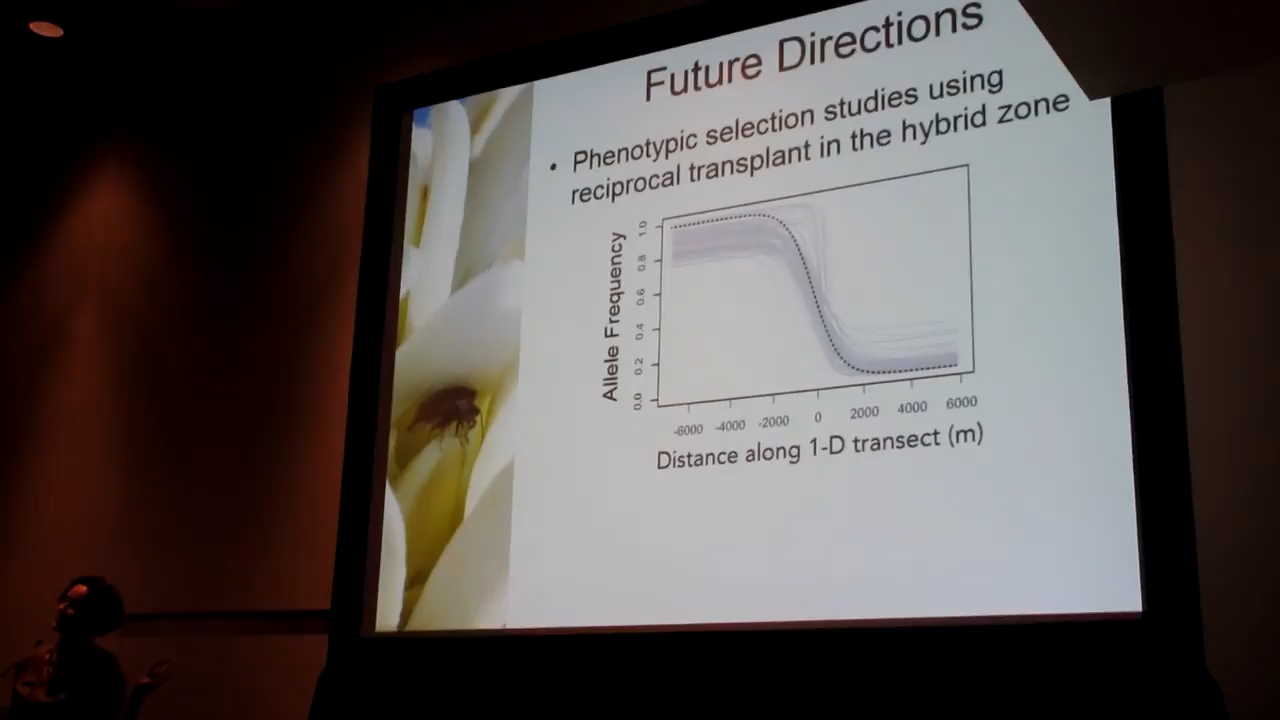 Future Directions
• Phenotypic selection studies using
reciprocal transplant in the hybrid zone
Allele Frequency
1.0
0.8
0.6
0.4
0.2
0.0
-6000 -4000 -2000 0 2000 4000 6000
Distance along 1-D transect (m)